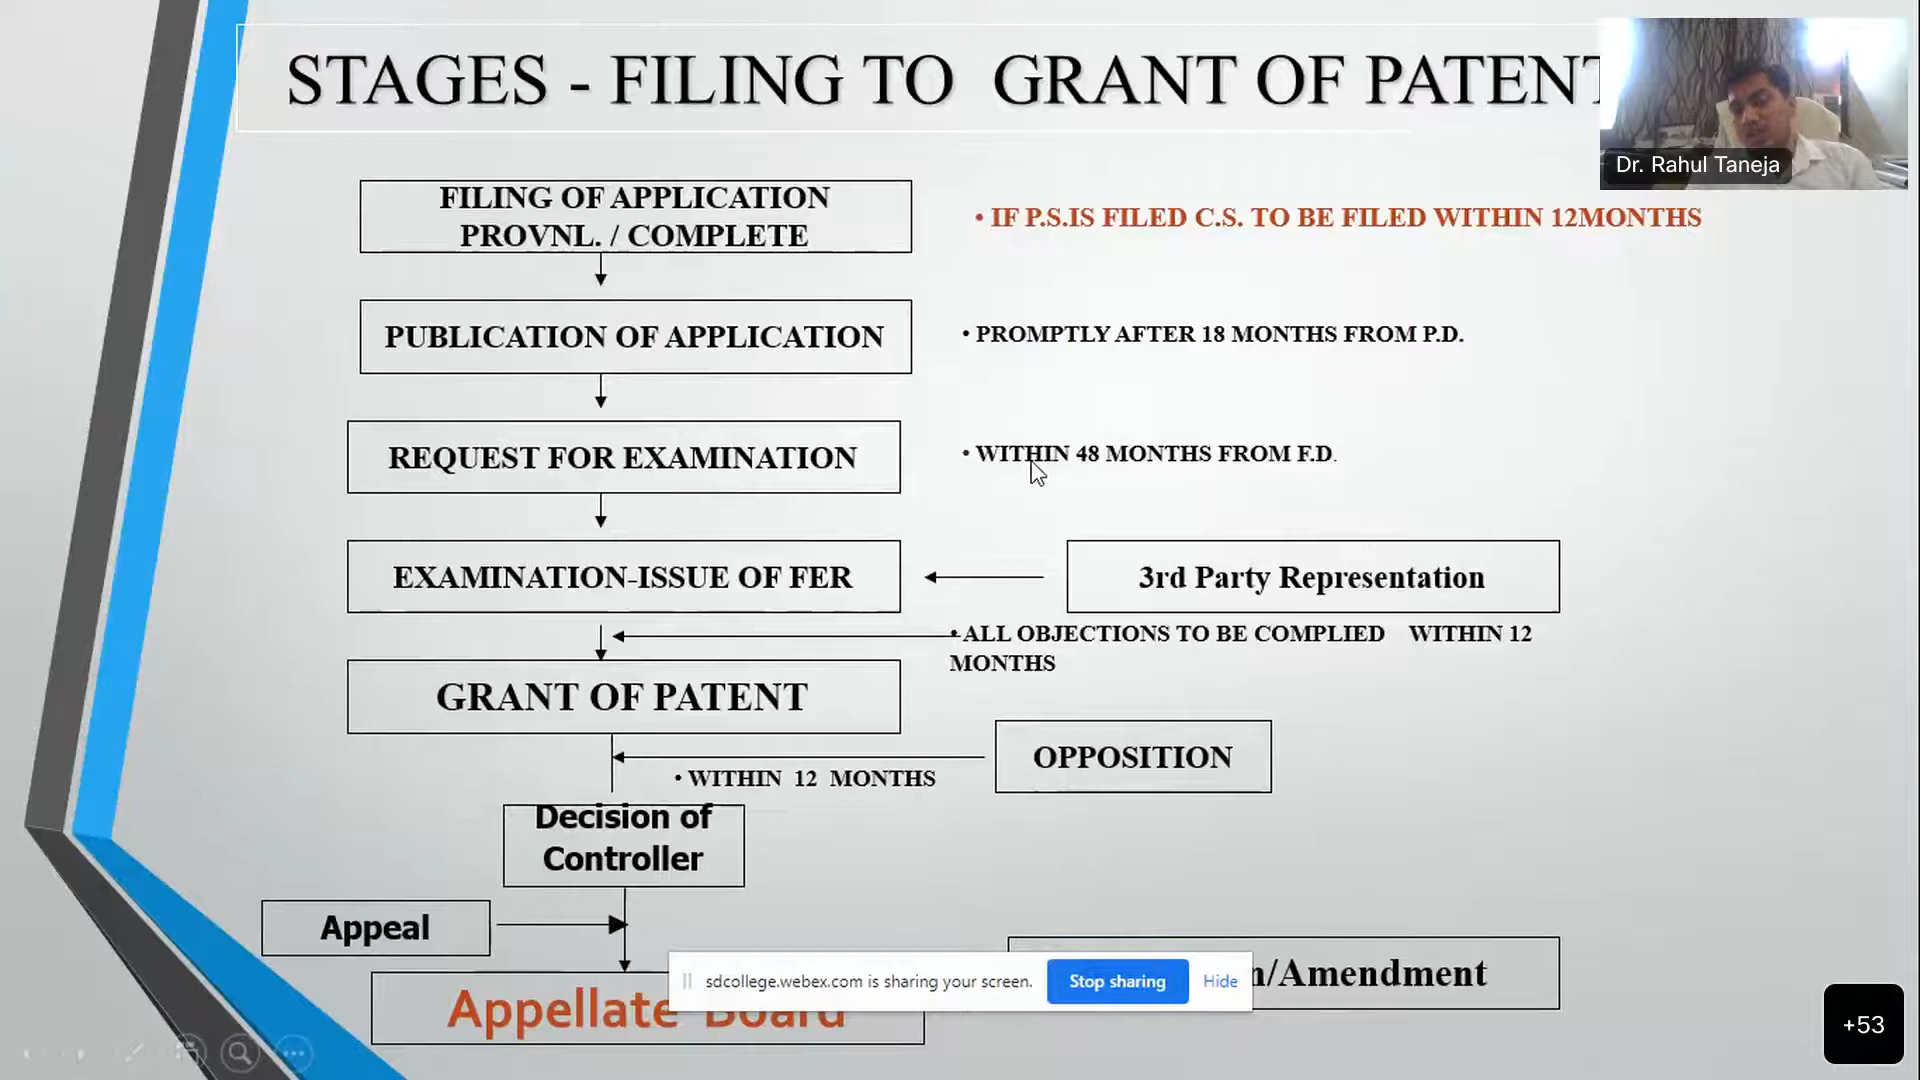 STAGES - FILING TO GRANT OF PATENT
Dr. Rahul Taneja
FILING OF APPLICATION
PROVNL. / COMPLETE
• IF P.S.IS FILED C.S. TO BE FILED WITHIN 12MONTHS
PUBLICATION OF APPLICATION
• PROMPTLY AFTER 18 MONTHS FROM P.D.
REQUEST FOR EXAMINATION
• WITHIN 48 MONTHS FROM F.D.
EXAMINATION-ISSUE OF FER
3rd Party Representation
• ALL OBJECTIONS TO BE COMPLIED WITHIN 12
MONTHS
GRANT OF PATENT
OPPOSITION
• WITHIN 12 MONTHS
Decision of
Controller
Appeal
Appellate Board
/Amendment
sdcollege.webex.com is sharing your screen.
Stop sharing
Hide
+53